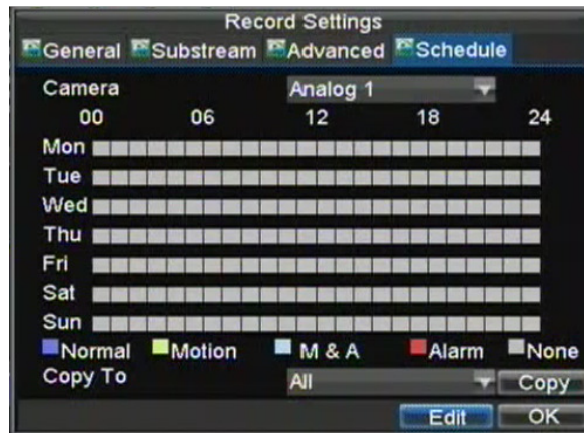 Record Settings
General Substream Advanced Schedule
Camera Analog 1
00 06 12 18 24
Mon
Tue
Wed
Thu
Fri
Sat
Sun
Normal Motion M & A Alarm None
Copy To All Copy
Edit OK